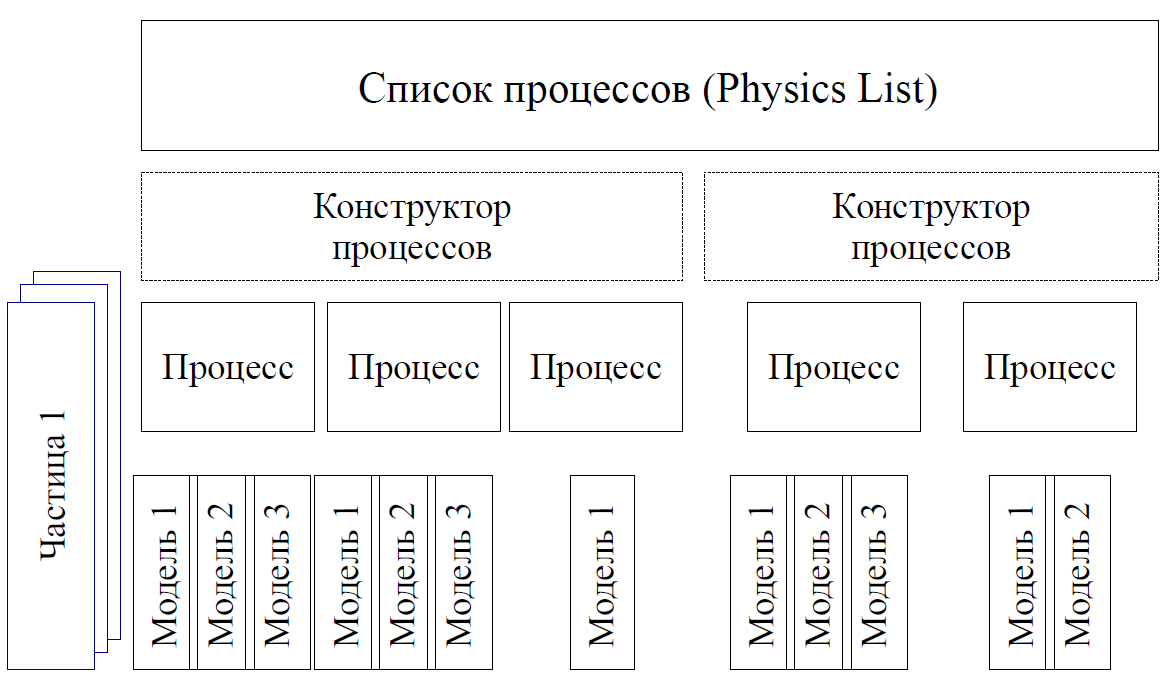 Список процессов (Physics List)
Конструктор
процессов
Конструктор
процессов
Частица 1
Процесс
Процесс
Процесс
Процесс
Процесс
Модель 1
Модель 2
Модель 3
Модель 1
Модель 2
Модель 3
Модель 1
Модель 1
Модель 2
Модель 3
Модель 1
Модель 2